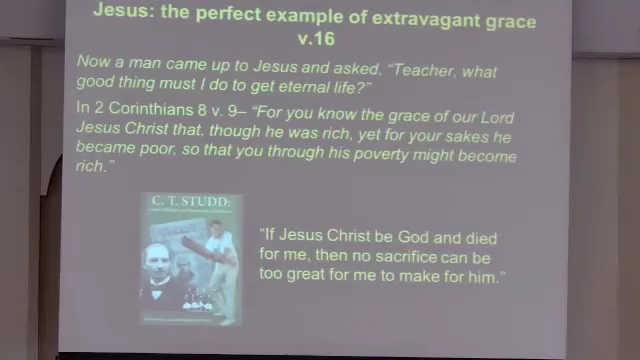 Jesus: the perfect example of extravagant grace
v.16
Now a man came up to Jesus and asked, “Teacher, what
good thing must I do to get eternal life?”
In 2 Corinthians 8 v. 9– “For you know the grace of our Lord
Jesus Christ that, though he was rich, yet for your sakes he
became poor, so that you through his poverty might become
rich.”
C. T. STUDD:
“If Jesus Christ be God and died
for me, then no sacrifice can be
too great for me to make for him.”